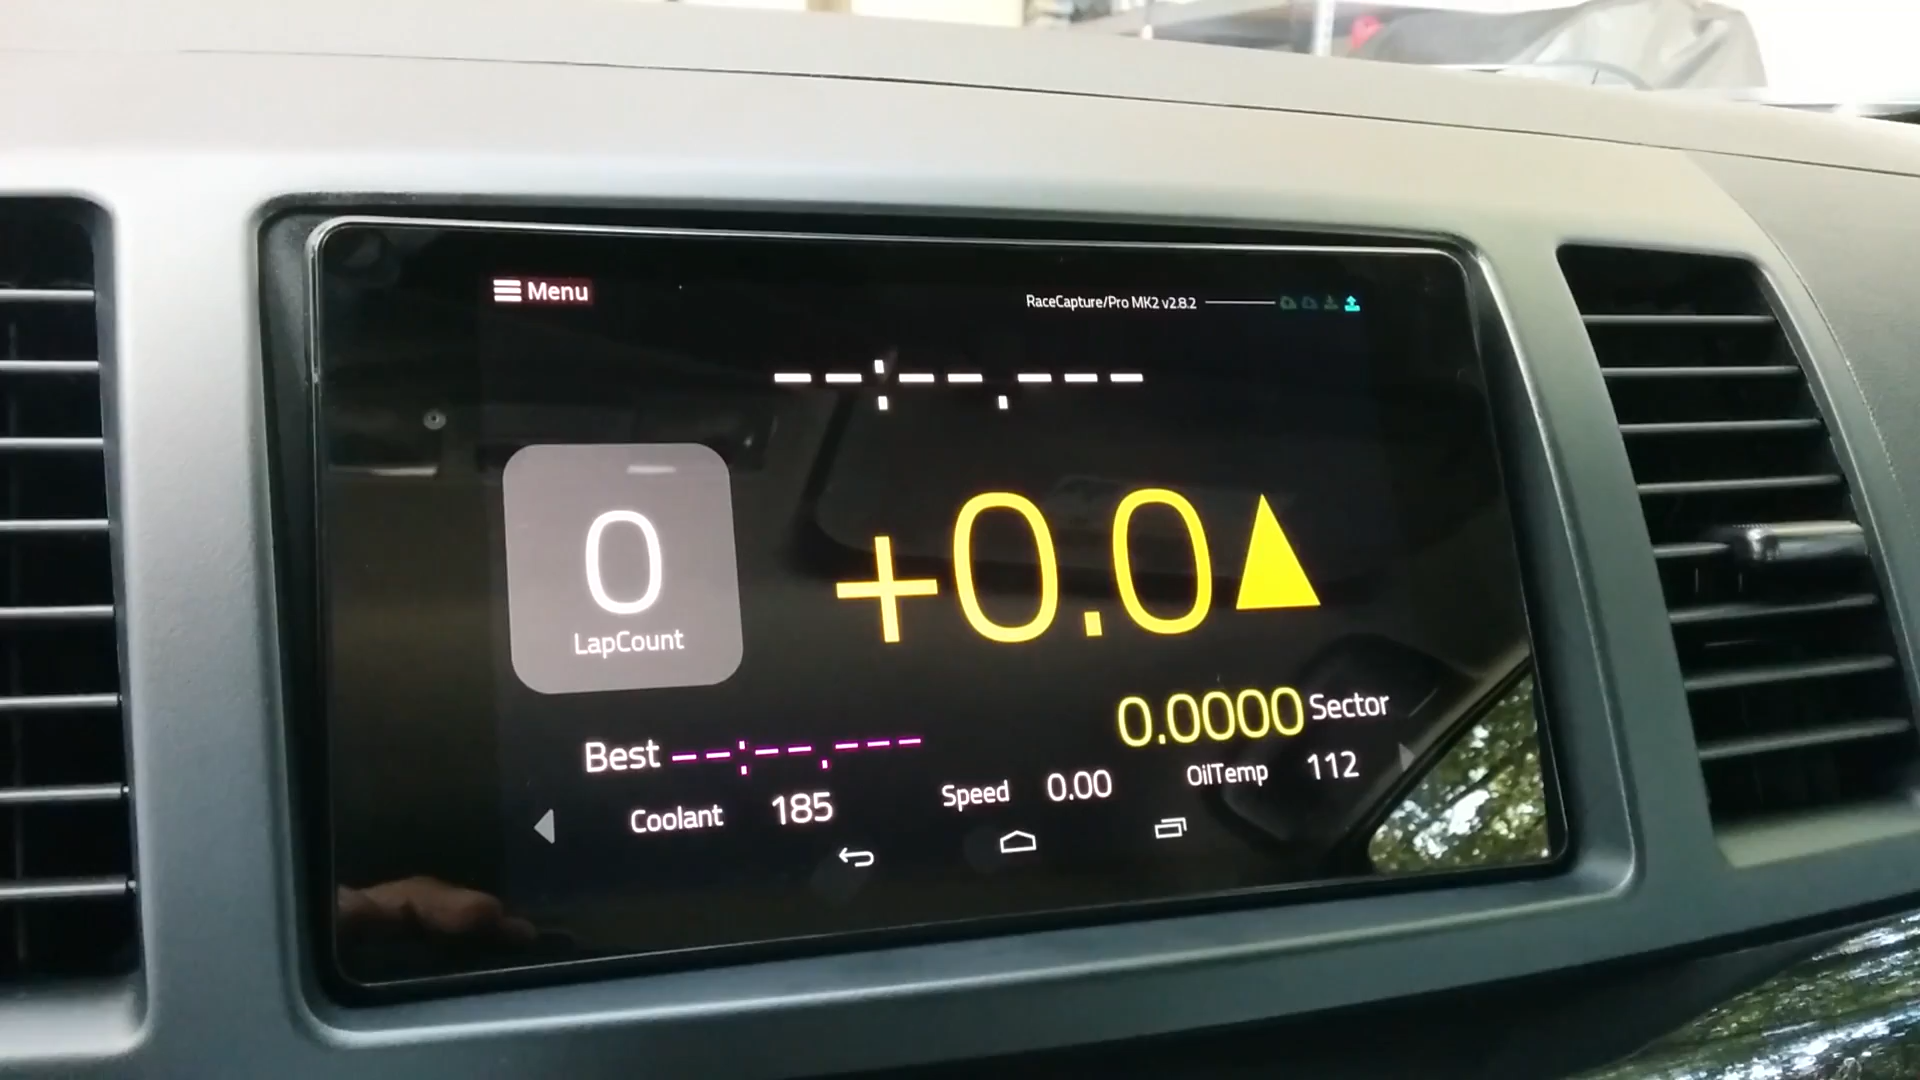 Menu
RaceCapture/Pro MK2 v2.8.2
--:--.---
0
LapCount
+0.0▲
0.0000 Sector
Best --:--.---
Coolant 185
Speed 0.00
OilTemp 112